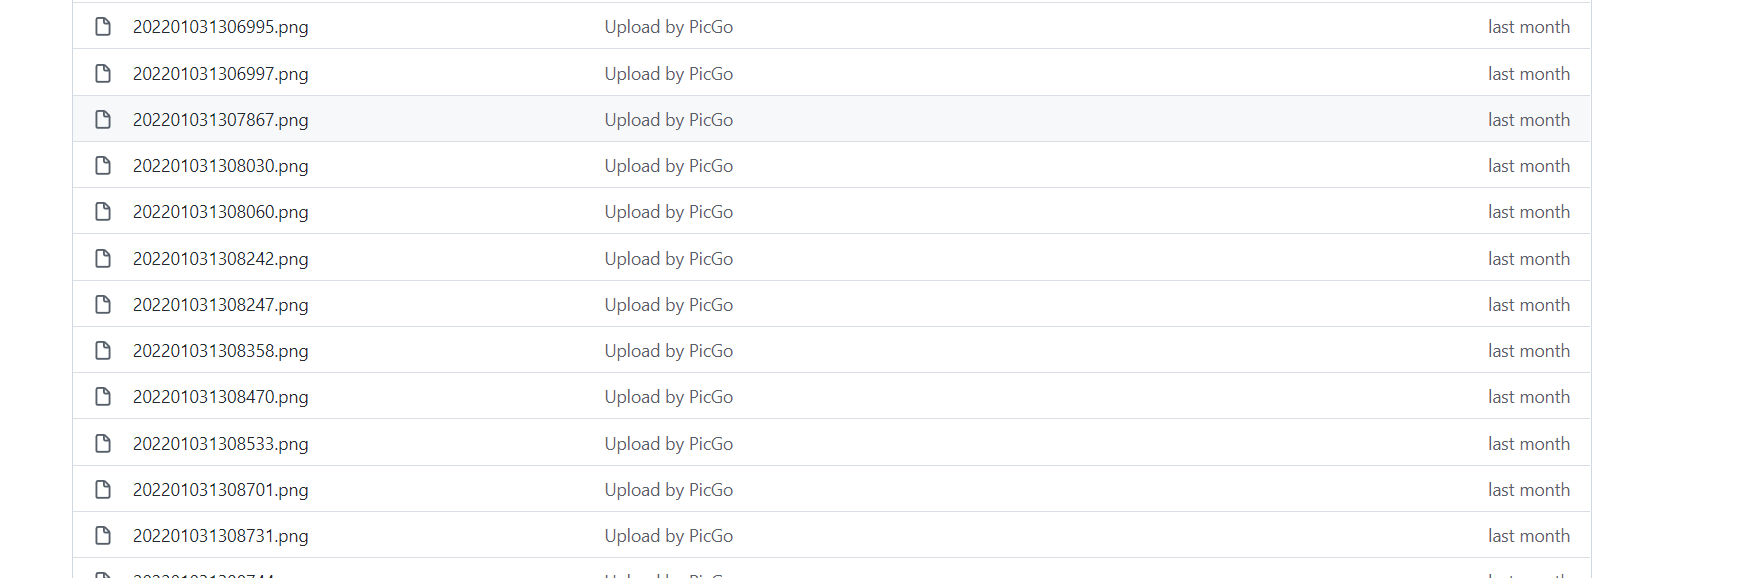 202201031306995.png Upload by PicGo last month
202201031306997.png Upload by PicGo last month
202201031307867.png Upload by PicGo last month
202201031308030.png Upload by PicGo last month
202201031308060.png Upload by PicGo last month
202201031308242.png Upload by PicGo last month
202201031308247.png Upload by PicGo last month
202201031308358.png Upload by PicGo last month
202201031308470.png Upload by PicGo last month
202201031308533.png Upload by PicGo last month
202201031308701.png Upload by PicGo last month
202201031308731.png Upload by PicGo last month